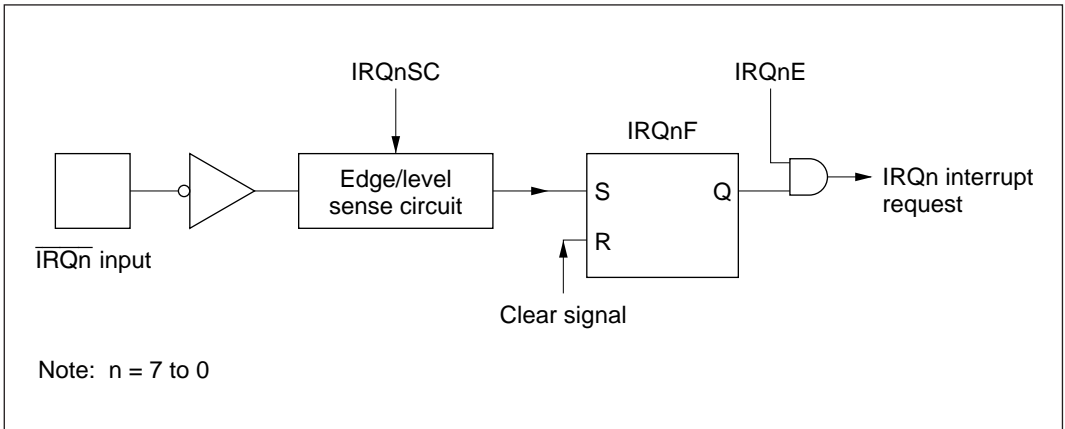 IRQnSC
IRQnE
IRQnF
Edge/level
sense circuit
S
Q
R
IRQn interrupt
request
IRQn input
Clear signal
Note: n = 7 to 0